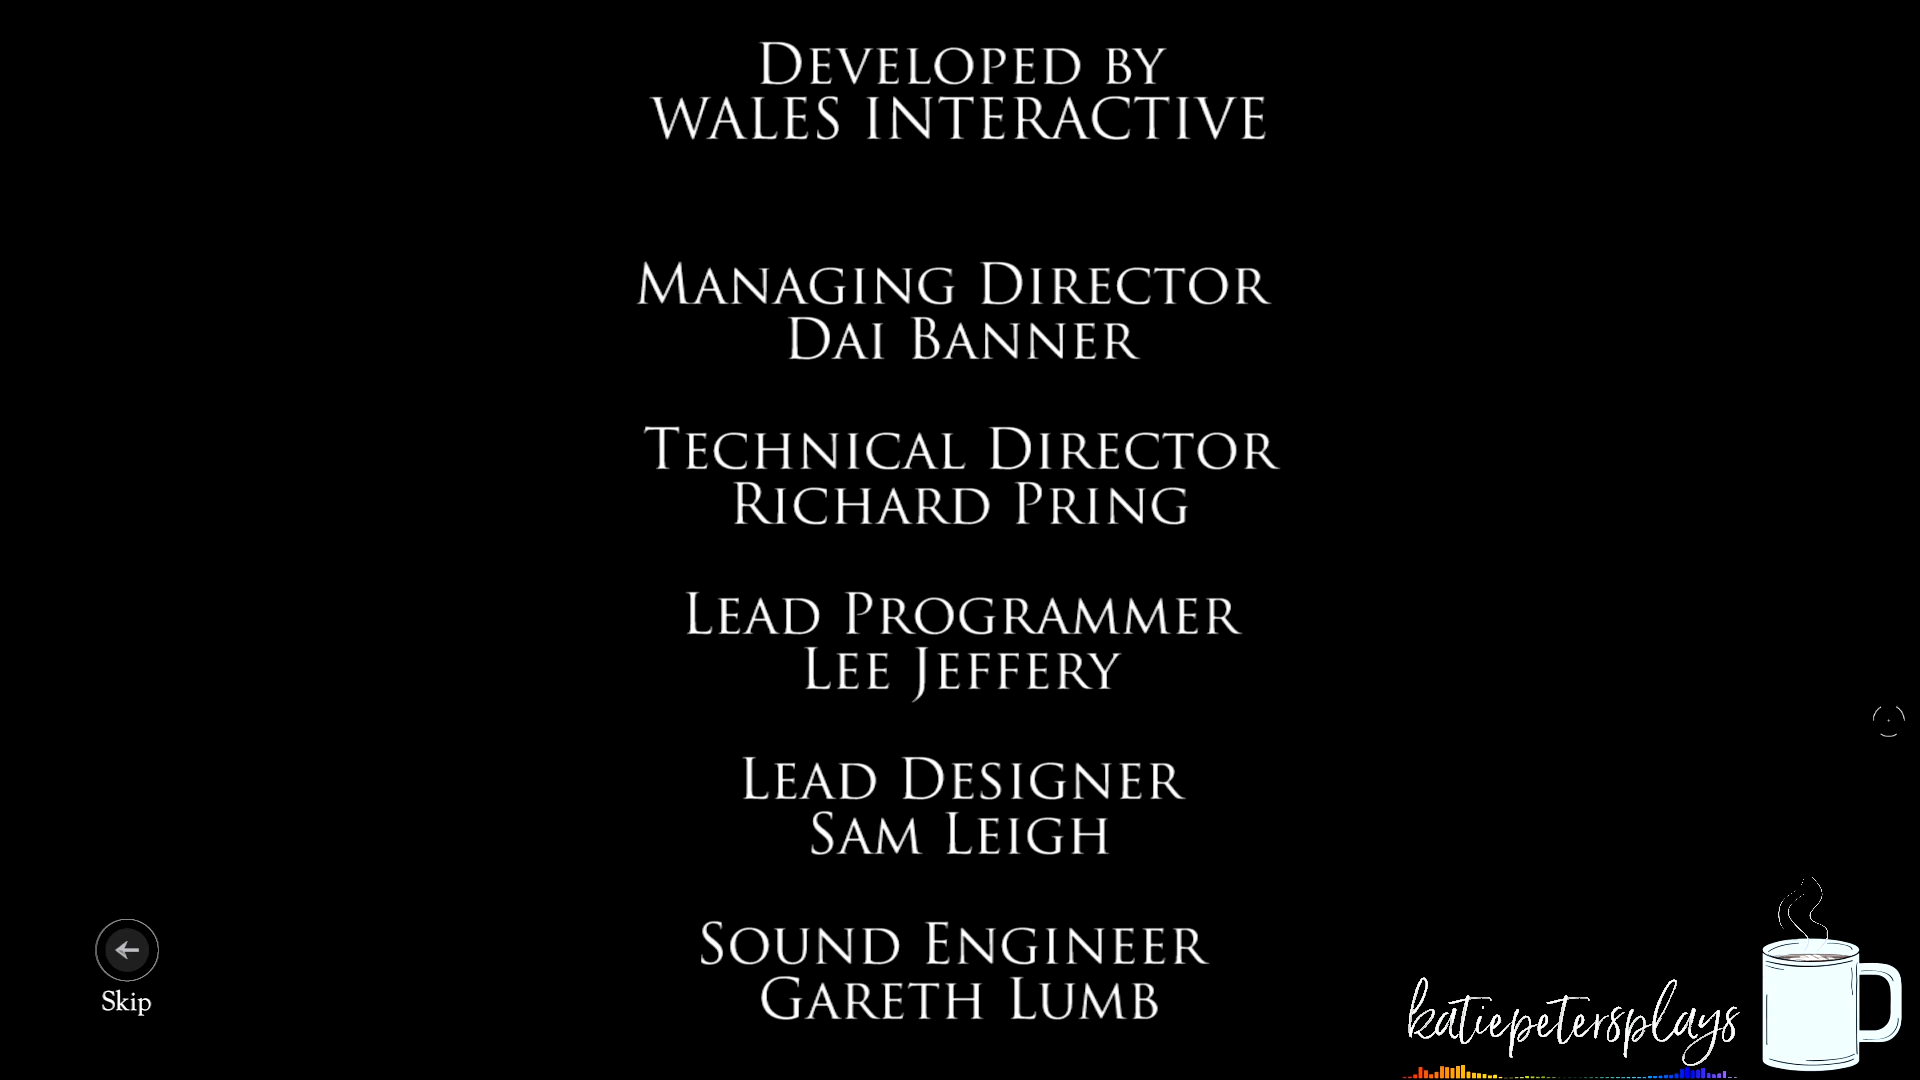 Developed by
WALES INTERACTIVE
Managing Director
Dai Banner
Technical Director
Richard Pring
Lead Programmer
Lee Jeffery
Lead Designer
Sam Leigh
Sound Engineer
Gareth Lumb
Skip
katiepetersplays